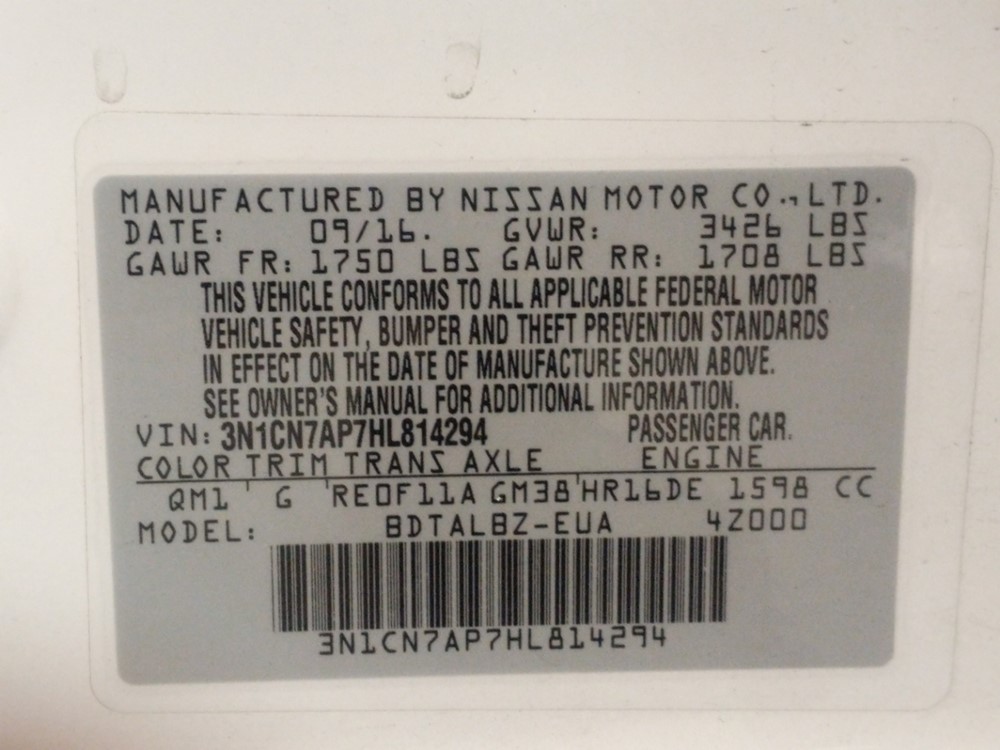 MANUFACTURED BY NISSAN MOTOR CO., LTD.
DATE: 09/16. GVWR: 3426 LBS
GAWR FR: 1750 LBS GAWR RR: 1708 LBS
THIS VEHICLE CONFORMS TO ALL APPLICABLE FEDERAL MOTOR
VEHICLE SAFETY, BUMPER AND THEFT PREVENTION STANDARDS
IN EFFECT ON THE DATE OF MANUFACTURE SHOWN ABOVE.
SEE OWNER'S MANUAL FOR ADDITIONAL INFORMATION.
VIN: 3N1CN7AP7HL814294 PASSENGER CAR.
COLOR TRIM TRANS AXLE ENGINE
QM1 ' G 'RE0F11A GM38'HR16DE 1598 CC
MODEL: BDTALBZ-EUA 4Z000
3N1CN7AP7HL814294